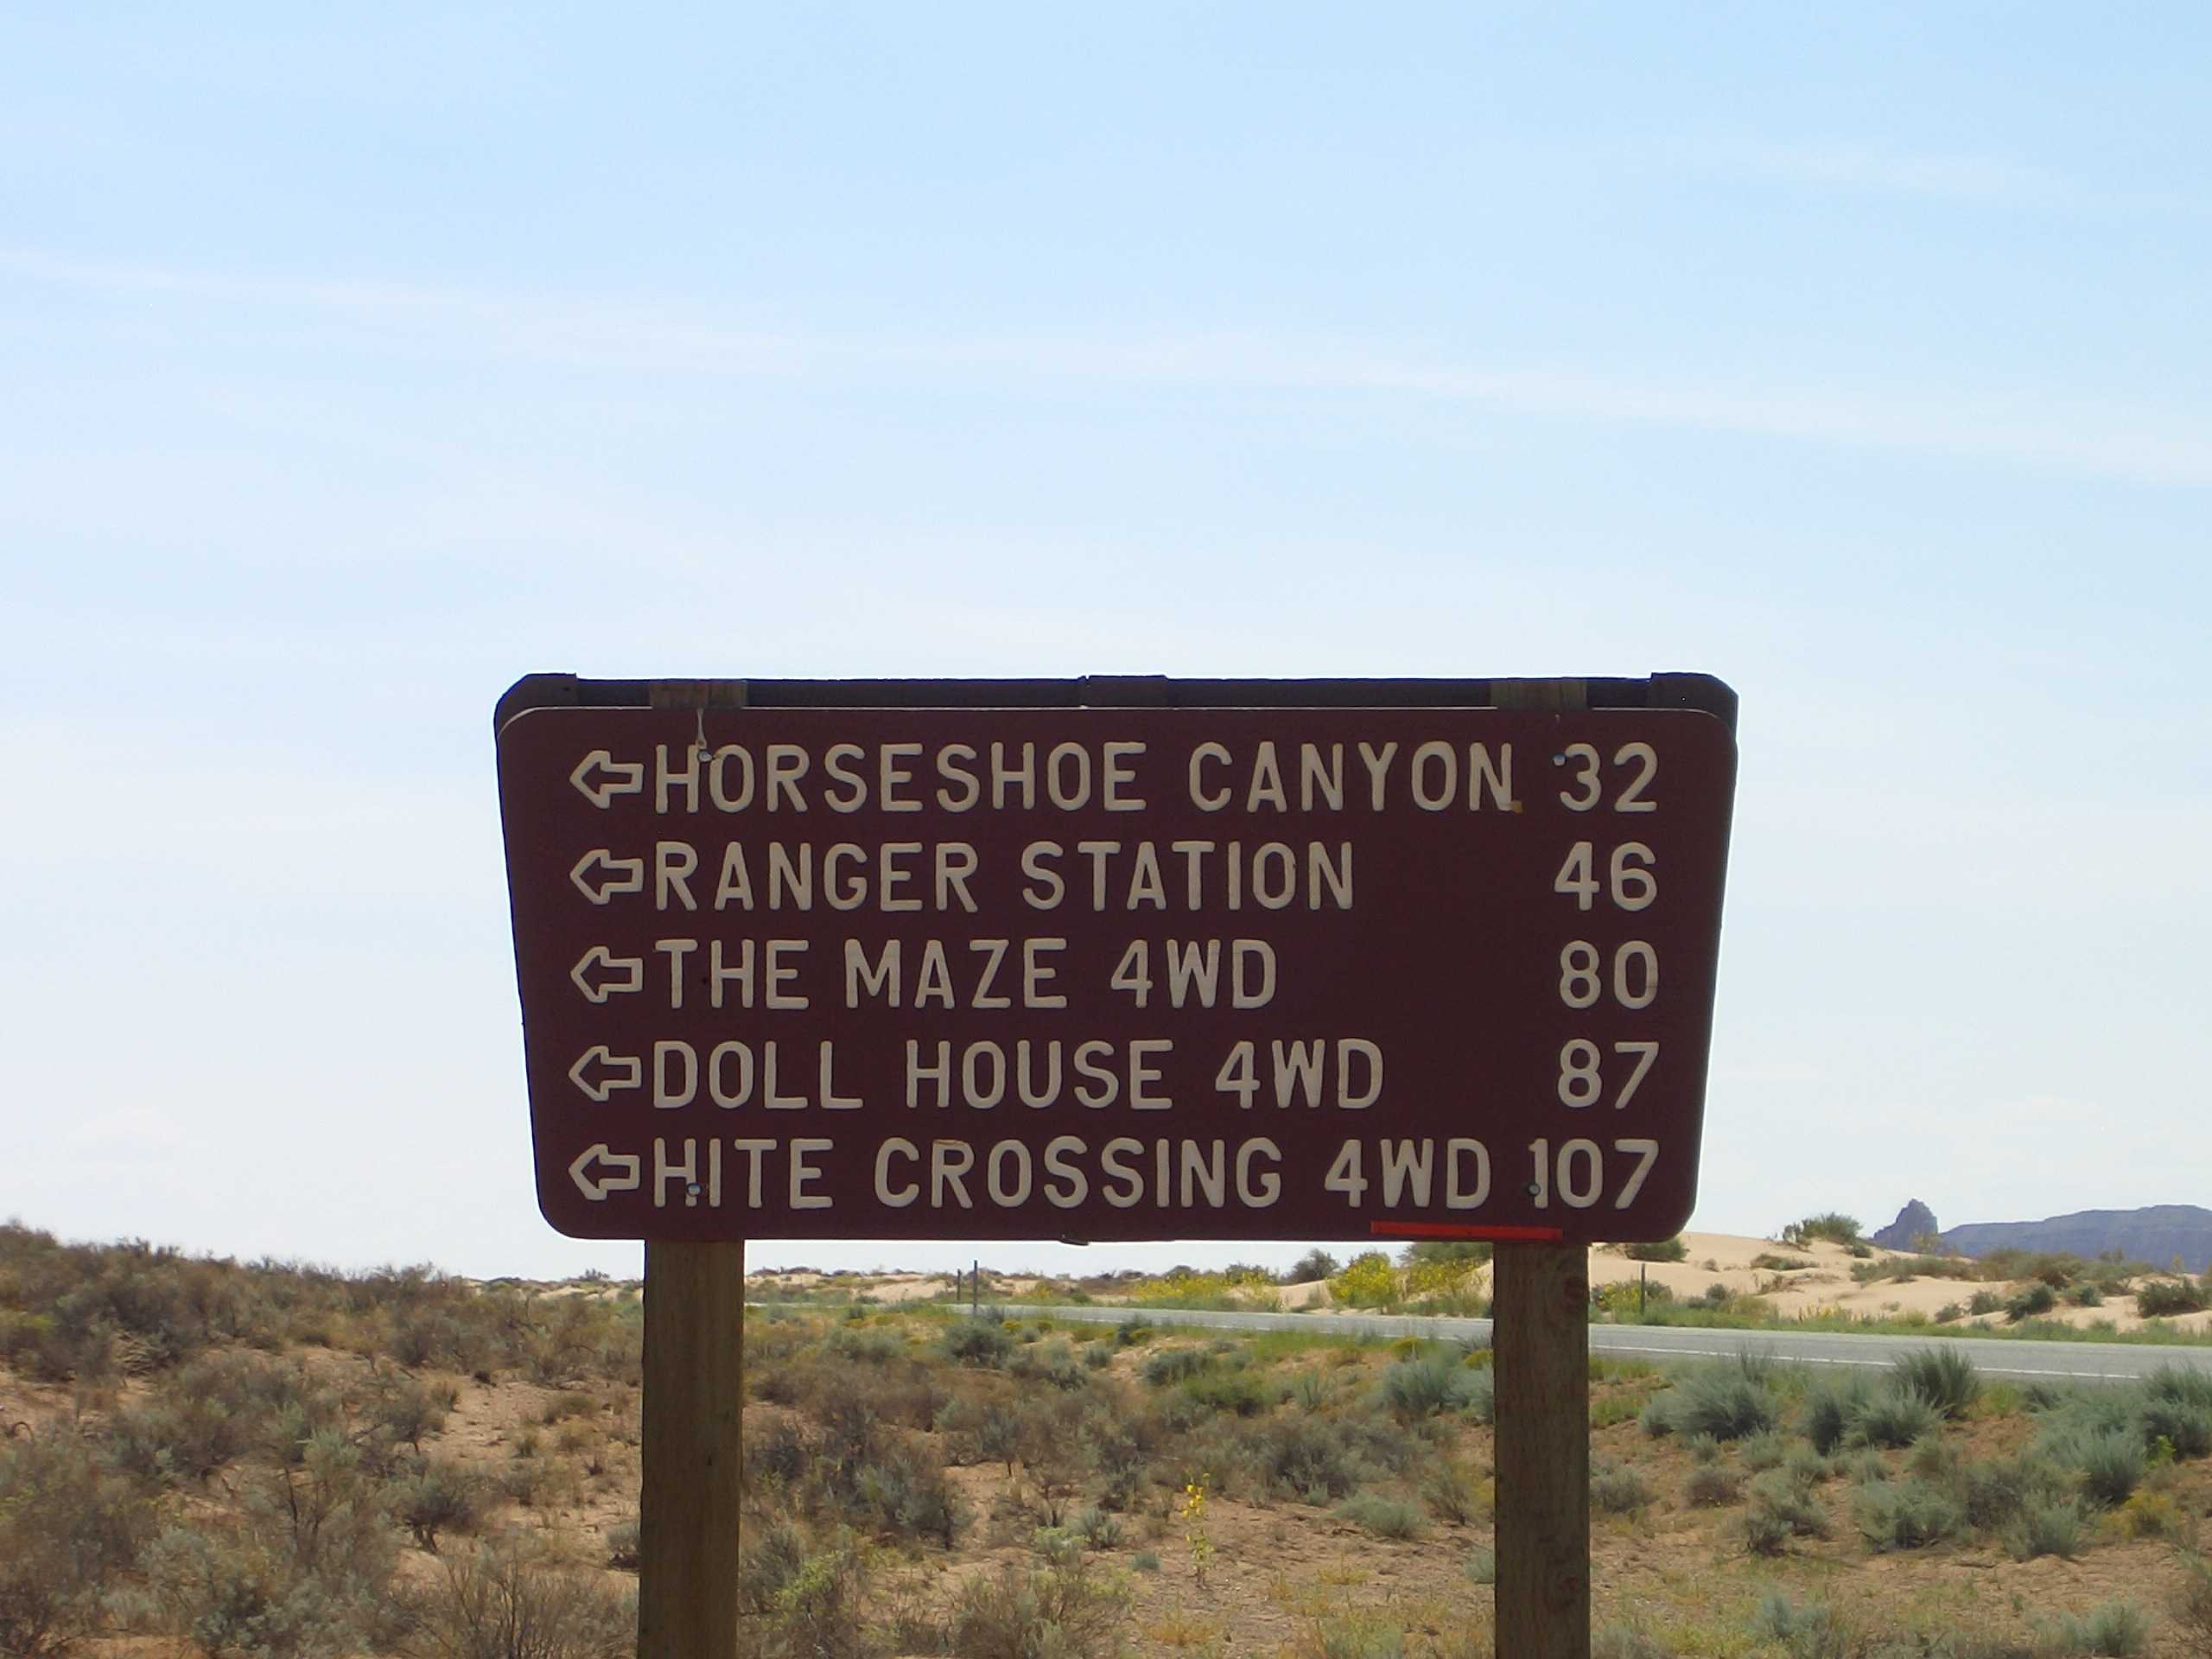 HORSESHOE CANYON 32
RANGER STATION 46
THE MAZE 4WD 80
DOLL HOUSE 4WD 87
HITE CROSSING 4WD 107